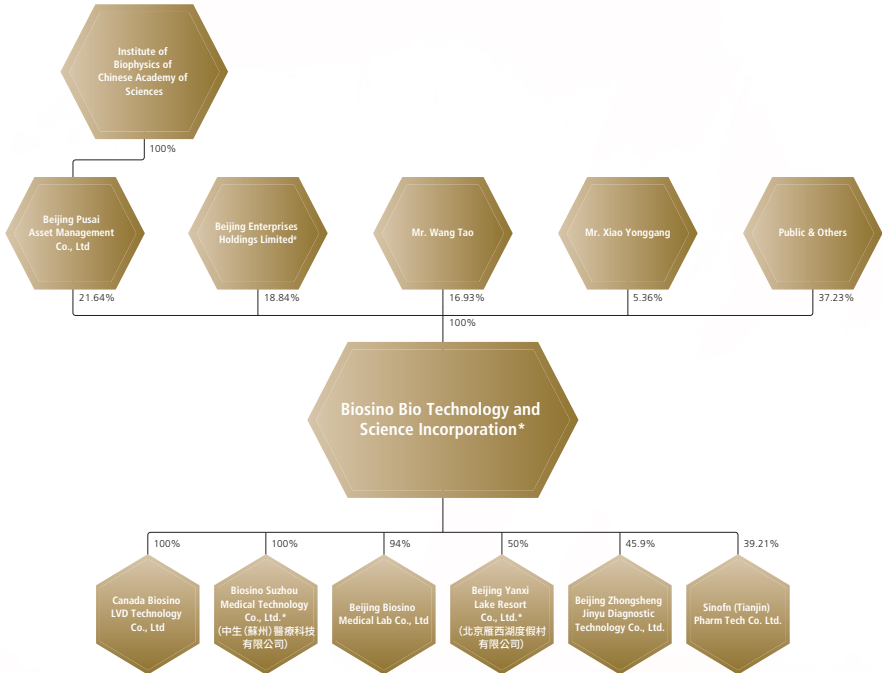 Institute of
Biophysics of
Chinese Academy of
Sciences
100%
Beijing Pusai
Asset Management
Co., Ltd
Beijing Enterprises
Holdings Limited*
Mr. Wang Tao
Mr. Xiao Yonggang
Public & Others
21.64%
18.84%
16.93%
5.36%
37.23%
100%
Biosino Bio Technology and
Science Incorporation*
100%
100%
94%
50%
45.9%
39.21%
Canada Biosino
LVD Technology
Co., Ltd
Biosino Suzhou
Medical Technology
Co., Ltd.*
(中生(蘇州)醫療科技
有限公司)
Beijing Biosino
Medical Lab Co., Ltd
Beijing Yanxi
Lake Resort
Co., Ltd.*
(北京雁西湖度假村
有限公司)
Beijing Zhongsheng
Jinyu Diagnostic
Technology Co., Ltd.
Sinofn (Tianjin)
Pharm Tech Co. Ltd.